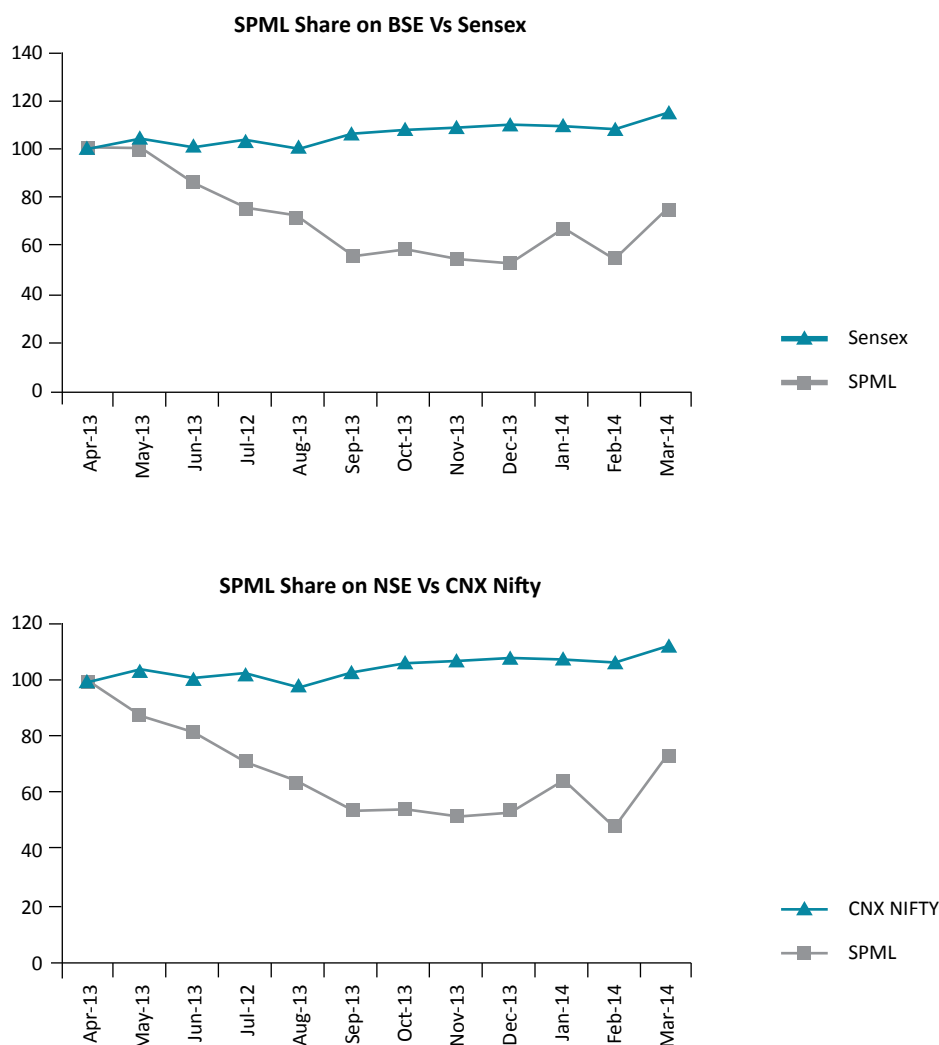 SPML Share on BSE Vs Sensex
140
120
100
80
60
40
20
0
Apr-13
May-13
Jun-13
Jul-12
Aug-13
Sep-13
Oct-13
Nov-13
Dec-13
Jan-14
Feb-14
Mar-14
Sensex
SPML
SPML Share on NSE Vs CNX Nifty
120
100
80
60
40
20
0
Apr-13
May-13
Jun-13
Jul-12
Aug-13
Sep-13
Oct-13
Nov-13
Dec-13
Jan-14
Feb-14
Mar-14
CNX NIFTY
SPML